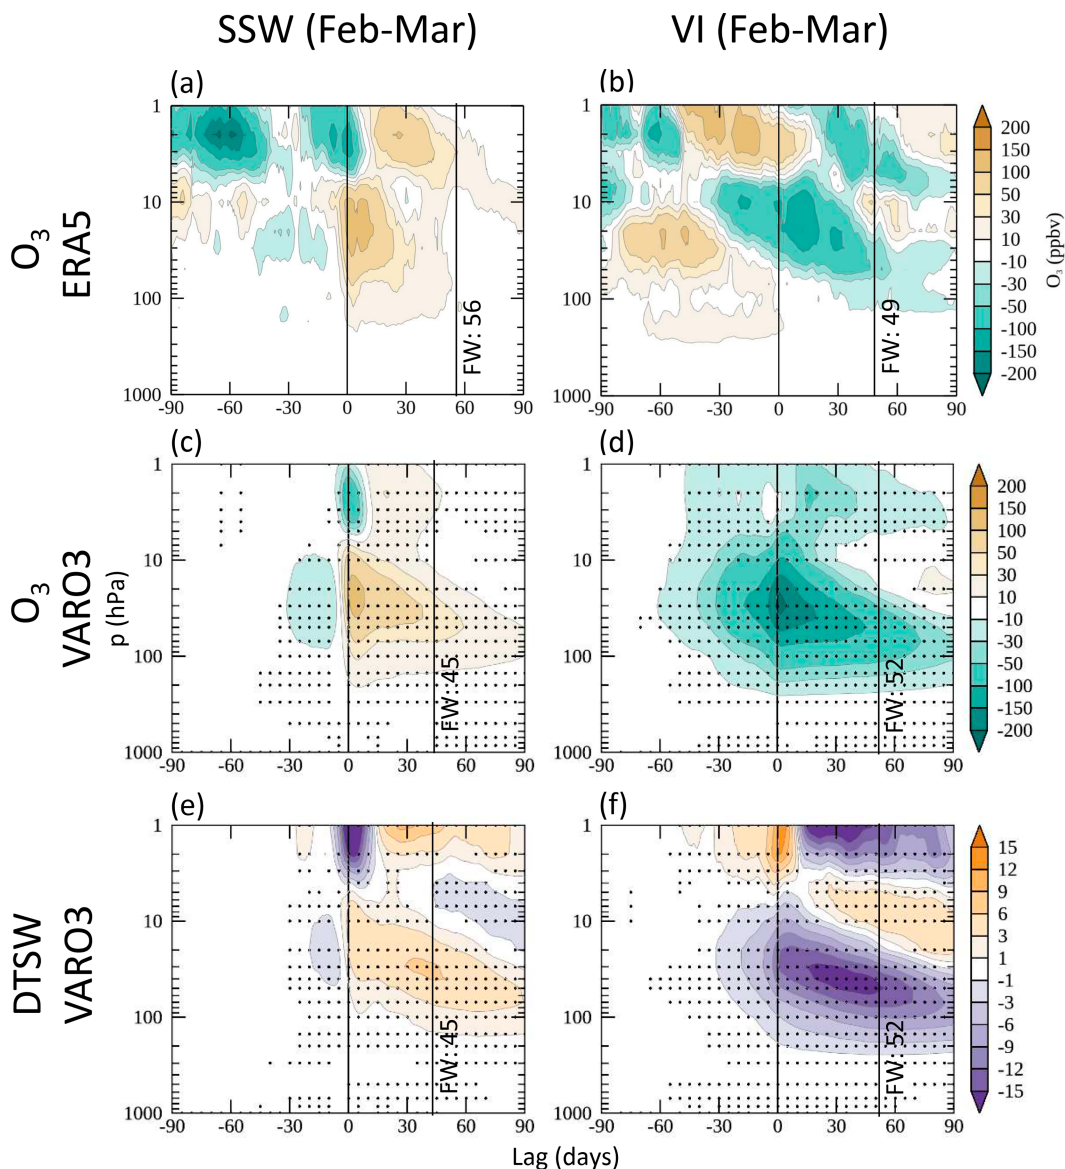 SSW (Feb-Mar) VI (Feb-Mar)
(a) (b)
O₃ ERA5
1 10 100 1000
-90 -60 -30 0 30 60 90
FW: 56
1 10 100 1000
-90 -60 -30 0 30 60 90
FW: 49
200 150 100 50 30 10 -10 -30 -50 -100 -150 -200
O₃ (ppbv)
(c) (d)
O₃ VARO3
p (hPa)
1 10 100 1000
-90 -60 -30 0 30 60 90
FW: 45
1 10 100 1000
-90 -60 -30 0 30 60 90
FW: 52
200 150 100 50 30 10 -10 -30 -50 -100 -150 -200
(e) (f)
DTSW VARO3
1 10 100 1000
-90 -60 -30 0 30 60 90
FW: 45
1 10 100 1000
-90 -60 -30 0 30 60 90
FW: 52
15 12 9 6 3 1 -1 -3 -6 -9 -12 -15
Lag (days)